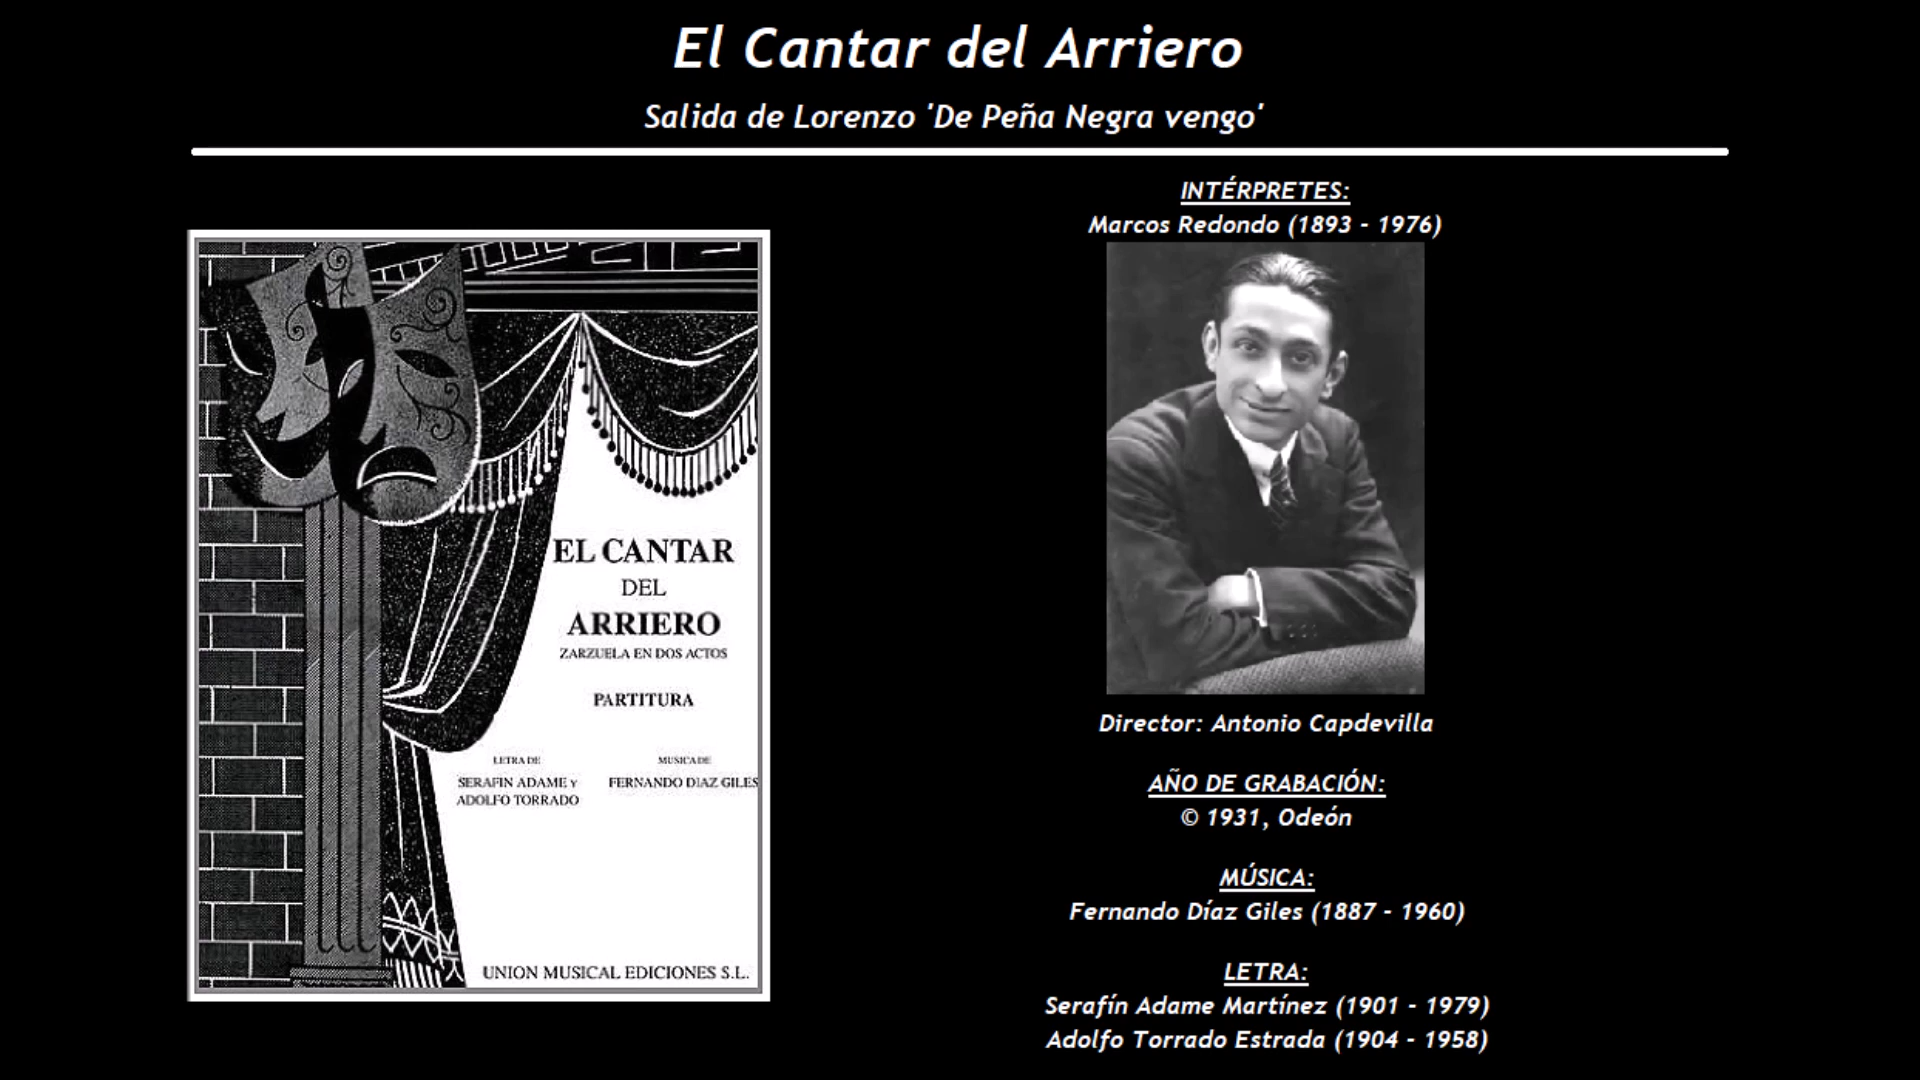 El Cantar del Arriero
Salida de Lorenzo 'De Peña Negra vengo'
EL CANTAR
DEL
ARRIERO
ZARZUELA EN DOS ACTOS
PARTITURA
LETRA DE
SERAFIN ADAME Y
ADOLFO TORRADO
MUSICA DE
FERNANDO DIAZ GILES
UNION MUSICAL EDICIONES S.L.
INTÉRPRETES:
Marcos Redondo (1893 - 1976)
Director: Antonio Capdevilla
AÑO DE GRABACIÓN:
© 1931, Odeón
MÚSICA:
Fernando Díaz Giles (1887 - 1960)
LETRA:
Serafín Adame Martínez (1901 - 1979)
Adolfo Torrado Estrada (1904 - 1958)